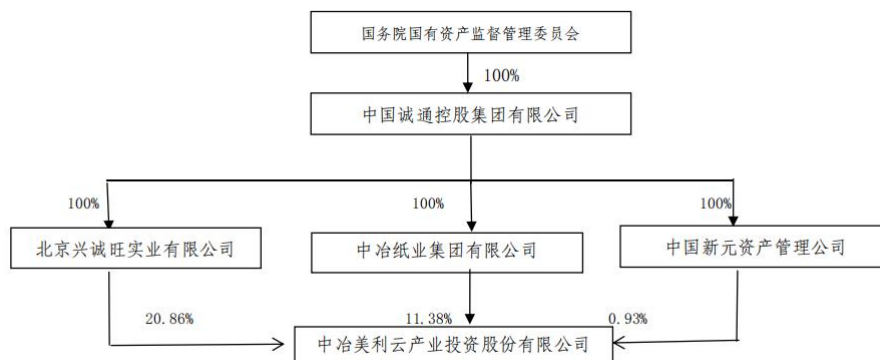 国务院国有资产监督管理委员会
100%
中国诚通控股集团有限公司
100%
100%
100%
北京兴诚旺实业有限公司
中冶纸业集团有限公司
中国新元资产管理公司
20.86%
11.38%
0.93%
中冶美利云产业投资股份有限公司